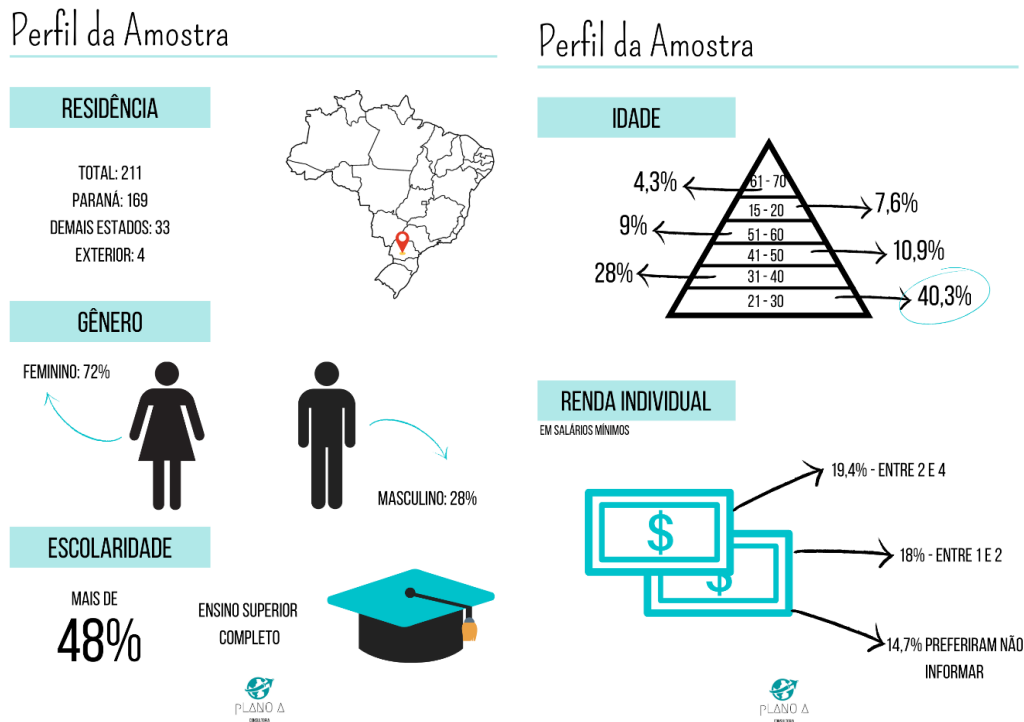 Perfil da Amostra
RESIDÊNCIA
TOTAL: 211
PARANÁ: 169
DEMAIS ESTADOS: 33
EXTERIOR: 4
GÊNERO
FEMININO: 72%
MASCULINO: 28%
ESCOLARIDADE
MAIS DE
48%
ENSINO SUPERIOR
COMPLETO
PLANO A
CONSULTORIA
Perfil da Amostra
IDADE
4,3%
61 - 70
15 - 20
7,6%
9%
51 - 60
41 - 50
10,9%
28%
31 - 40
21 - 30
40,3%
RENDA INDIVIDUAL
EM SALÁRIOS MÍNIMOS
$
$
19,4% - ENTRE 2 E 4
18% - ENTRE 1 E 2
14,7% PREFERIRAM NÃO
INFORMAR
PLANO A
CONSULTORIA